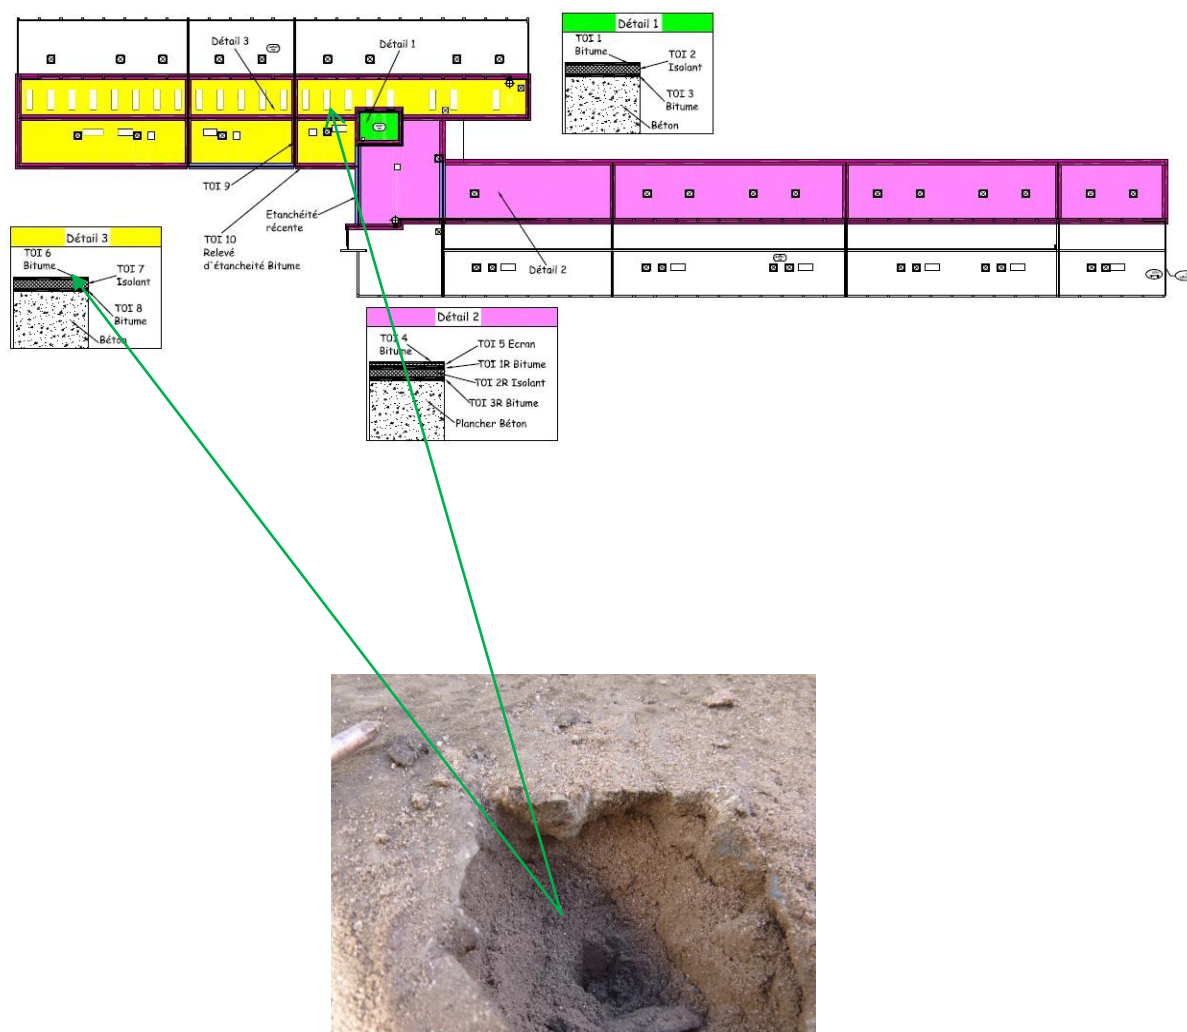 Détail 1
TOI 1
Bitume
TOI 2
Isolant
TOI 3
Bitume
Béton
Détail 3
Détail 1
TOI 9
TOI 10
Relevé
d'étancheité Bitume
Etanchéité
récente
Détail 2
Détail 3
TOI 6
Bitume
TOI 7
Isolant
TOI 8
Bitume
Béton
Détail 2
TOI 4
Bitume
TOI 5 Ecran
TOI 1R Bitume
TOI 2R Isolant
TOI 3R Bitume
Plancher Béton